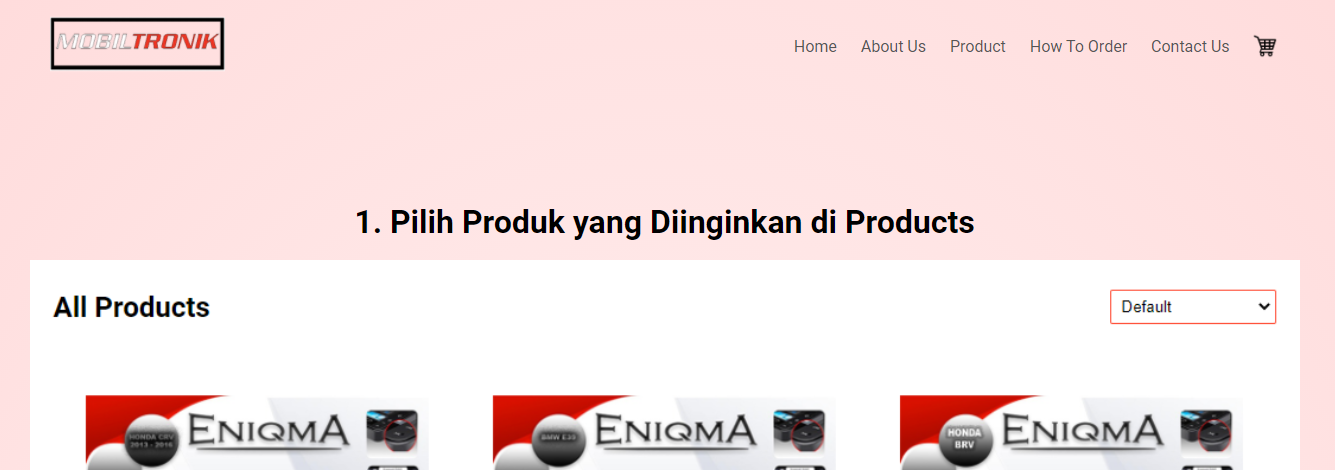 MOBILTRONIK
Home About Us Product How To Order Contact Us
1. Pilih Produk yang Diinginkan di Products
All Products
Default
ENIQMA ENIQMA ENIQMA
HONDA CRV BMW E39 HONDA
2013 - 2016 BRV